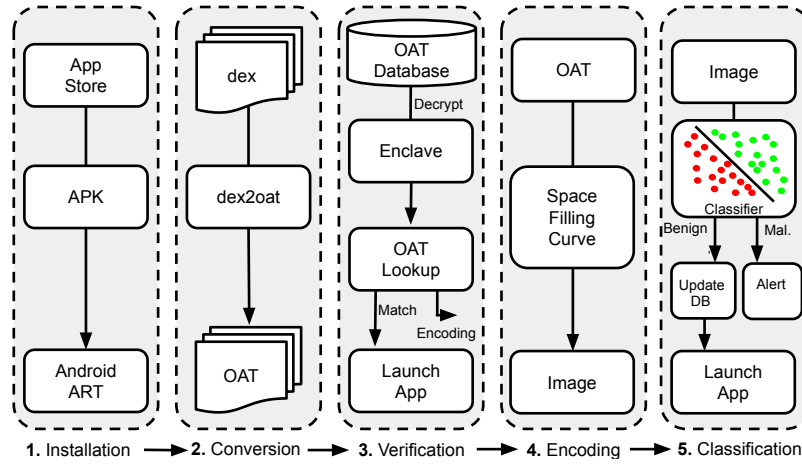 App
Store
APK
Android
ART
1. Installation
dex
dex2oat
OAT
2. Conversion
OAT
Database
Decrypt
Enclave
OAT
Lookup
Match
Encoding
Launch
App
3. Verification
OAT
Space
Filling
Curve
Image
4. Encoding
Image
Classifier
Benign
Mal.
Update
DB
Alert
Launch
App
5. Classification